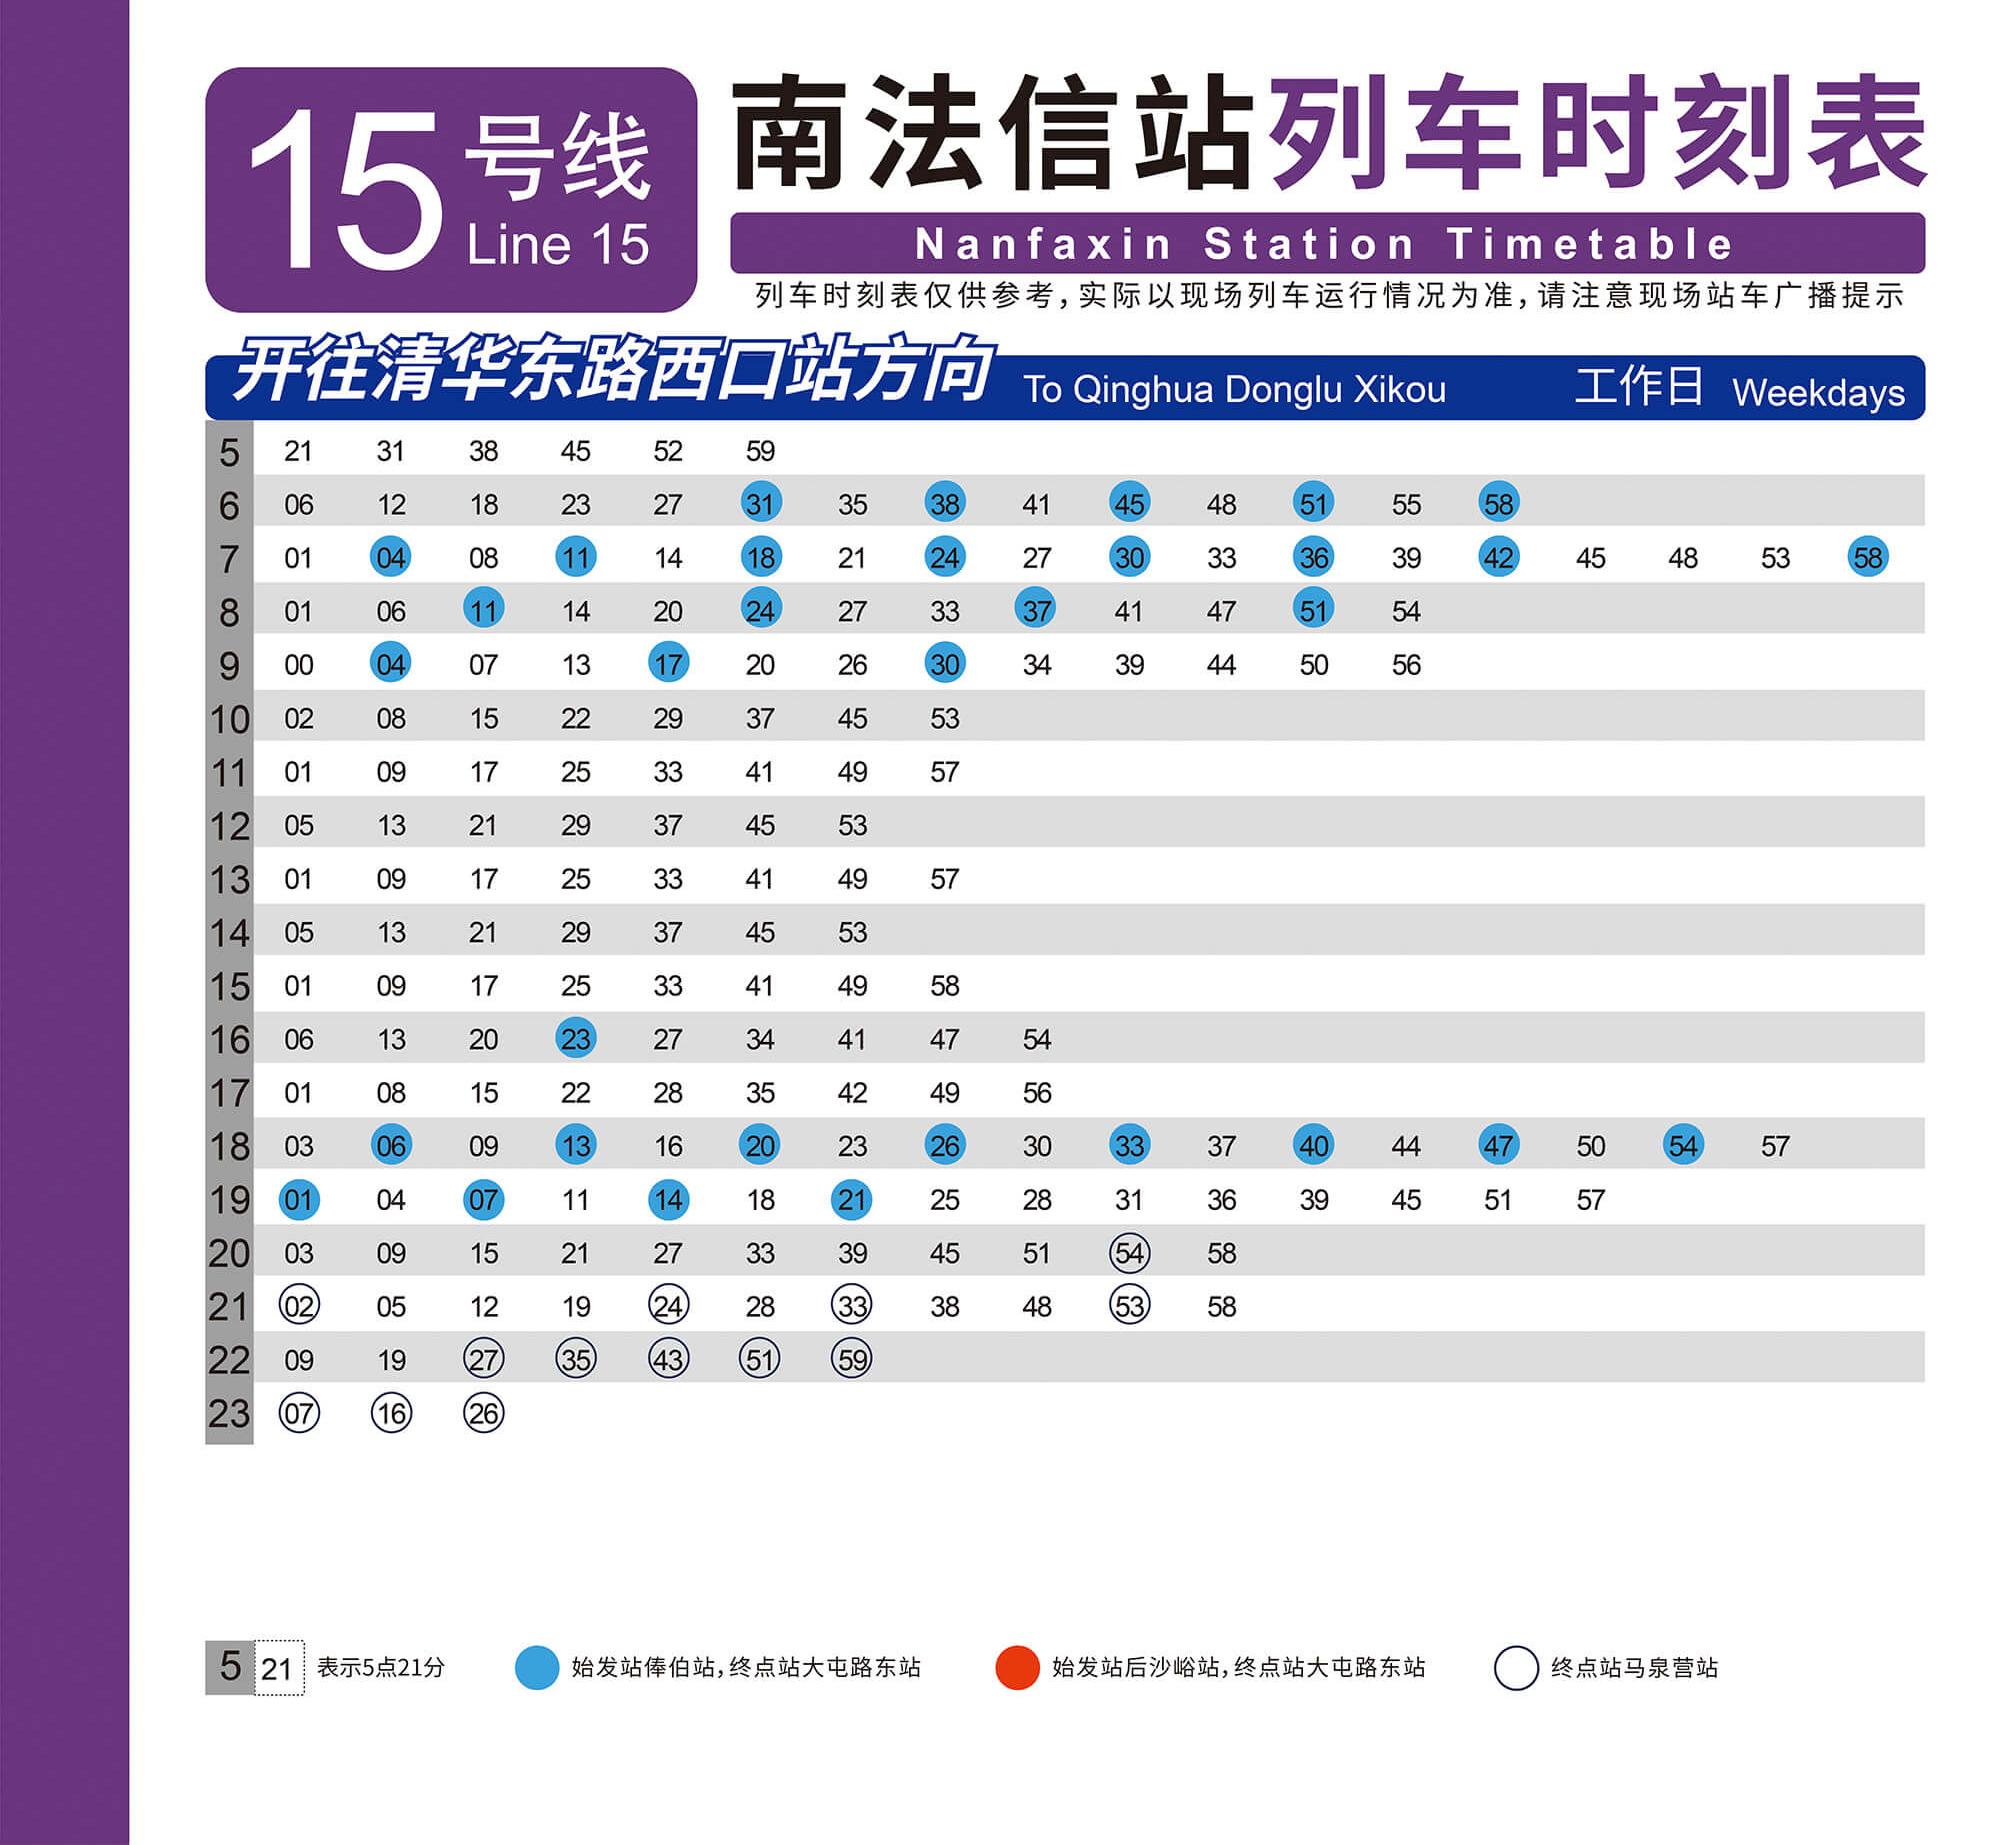 15号线
Line 15
南法信站列车时刻表
Nanfaxin Station Timetable
列车时刻表仅供参考,实际以现场列车运行情况为准,请注意现场站车广播提示
开往清华东路西口站方向 To Qinghua Donglu Xikou 工作日 Weekdays
5 21 31 38 45 52 59
6 06 12 18 23 27 31 35 38 41 45 48 51 55 58
7 01 04 08 11 14 18 21 24 27 30 33 36 39 42 45 48 53 58
8 01 06 11 14 20 24 27 33 37 41 47 51 54
9 00 04 07 13 17 20 26 30 34 39 44 50 56
10 02 08 15 22 29 37 45 53
11 01 09 17 25 33 41 49 57
12 05 13 21 29 37 45 53
13 01 09 17 25 33 41 49 57
14 05 13 21 29 37 45 53
15 01 09 17 25 33 41 49 58
16 06 13 20 23 27 34 41 47 54
17 01 08 15 22 28 35 42 49 56
18 03 06 09 13 16 20 23 26 30 33 37 40 44 47 50 54 57
19 01 04 07 11 14 18 21 25 28 31 36 39 45 51 57
20 03 09 15 21 27 33 39 45 51 54 58
21 02 05 12 19 24 28 33 38 48 53 58
22 09 19 27 35 43 51 59
23 07 16 26
5 21 表示5点21分 始发站俸伯站,终点站大屯路东站 始发站后沙峪站,终点站大屯路东站 终点站马泉营站